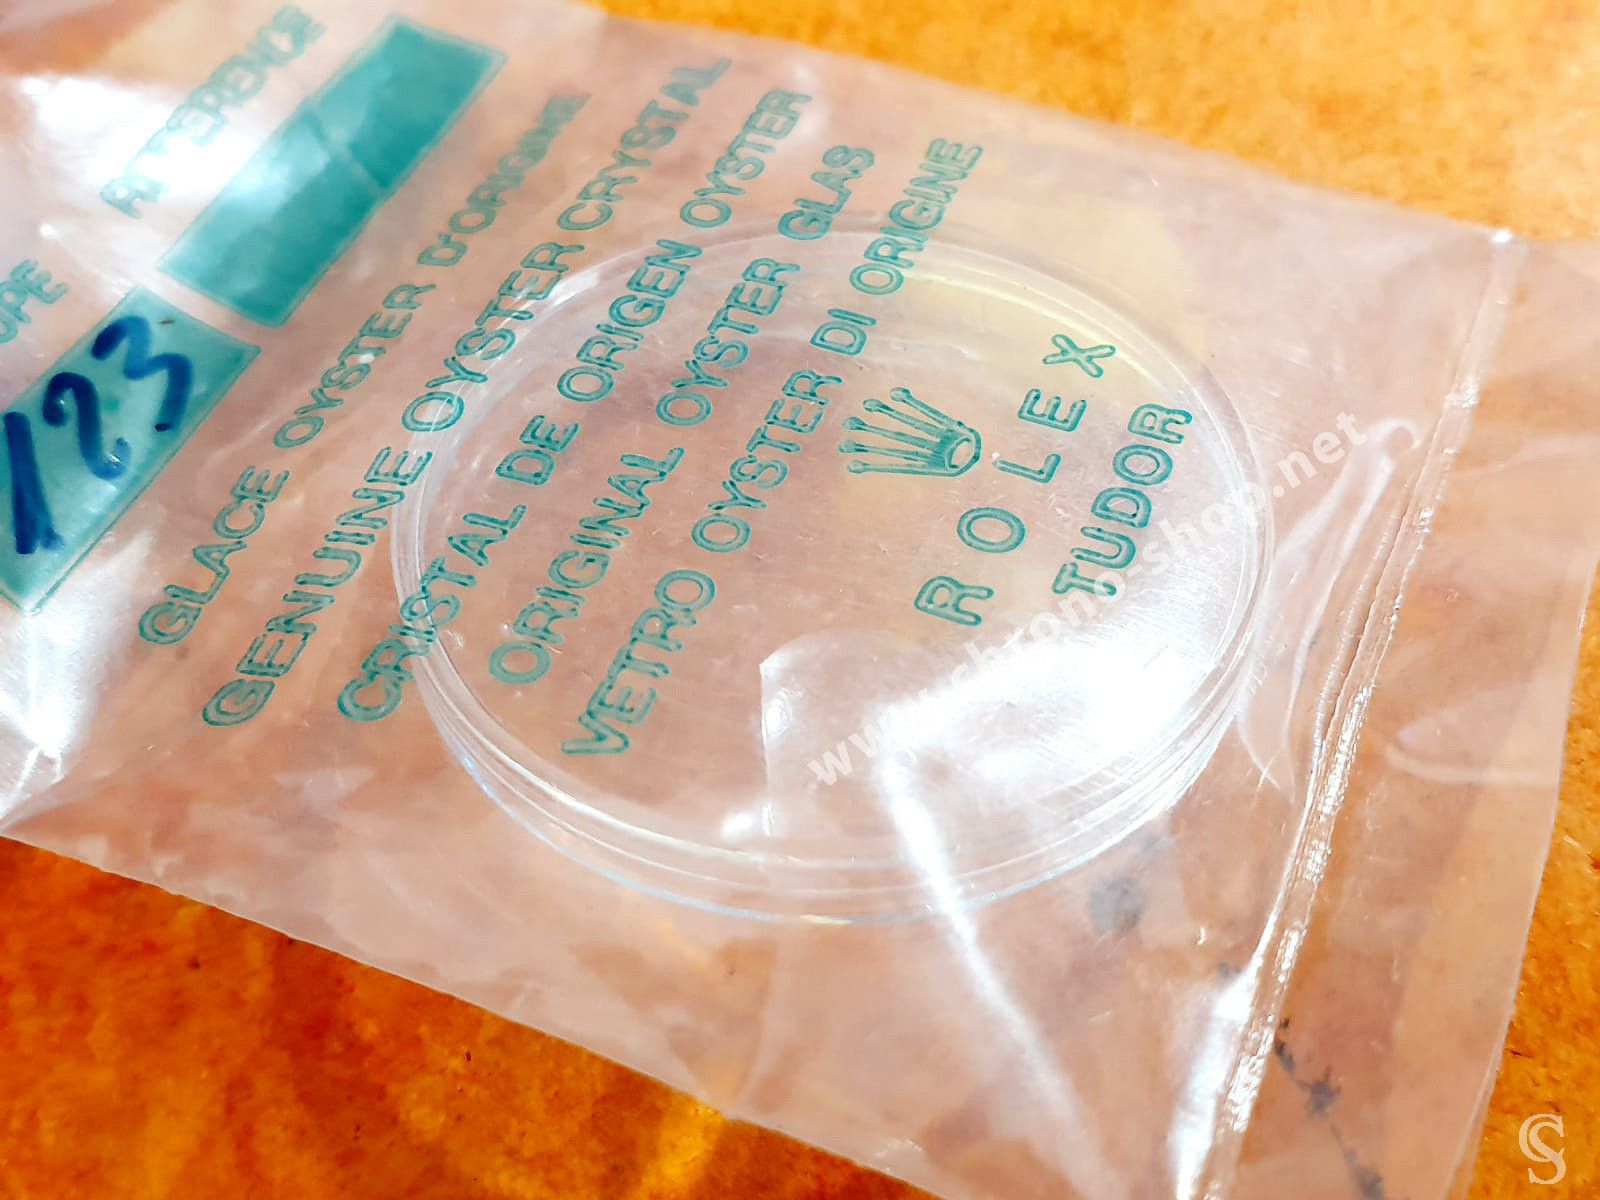 REFERENCE
123
GLACE OYSTER D'ORIGINE
GENUINE OYSTER CRYSTAL
CRISTAL DE ORIGEN OYSTER
ORIGINAL OYSTER GLAS
VETRO OYSTER DI ORIGINE
ROLEX
TUDOR
www.chrono-shop.net